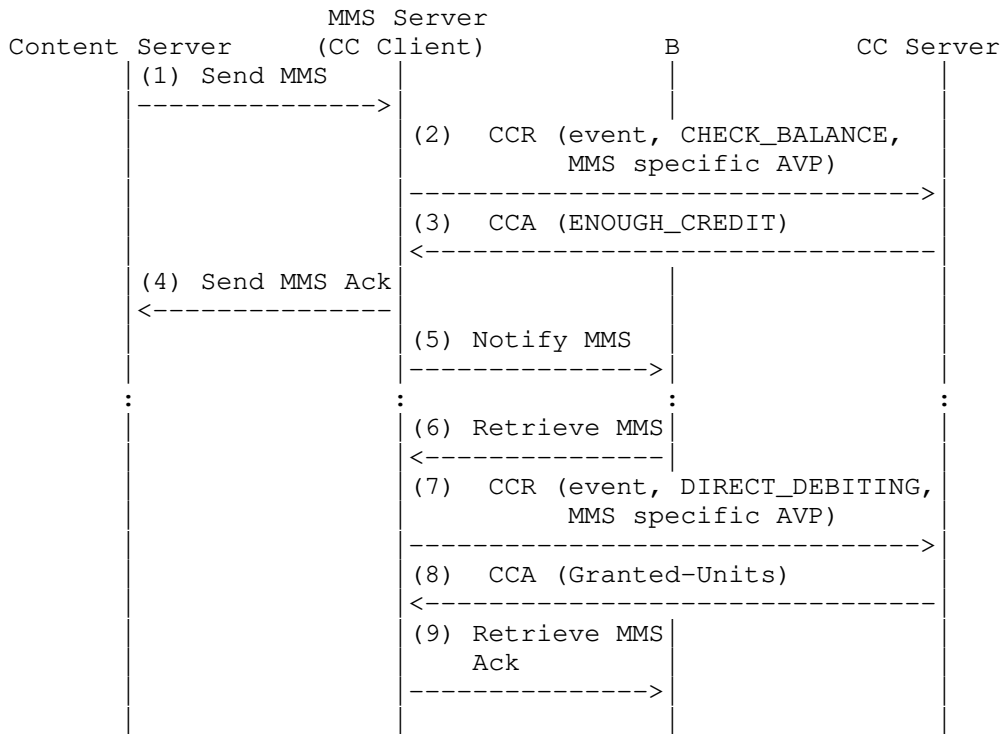 MMS Server
Content Server (CC Client) B CC Server
(1) Send MMS
(2) CCR (event, CHECK_BALANCE,
MMS specific AVP)
(3) CCA (ENOUGH_CREDIT)
(4) Send MMS Ack
(5) Notify MMS
: : : :
(6) Retrieve MMS
(7) CCR (event, DIRECT_DEBITING,
MMS specific AVP)
(8) CCA (Granted-Units)
(9) Retrieve MMS
Ack